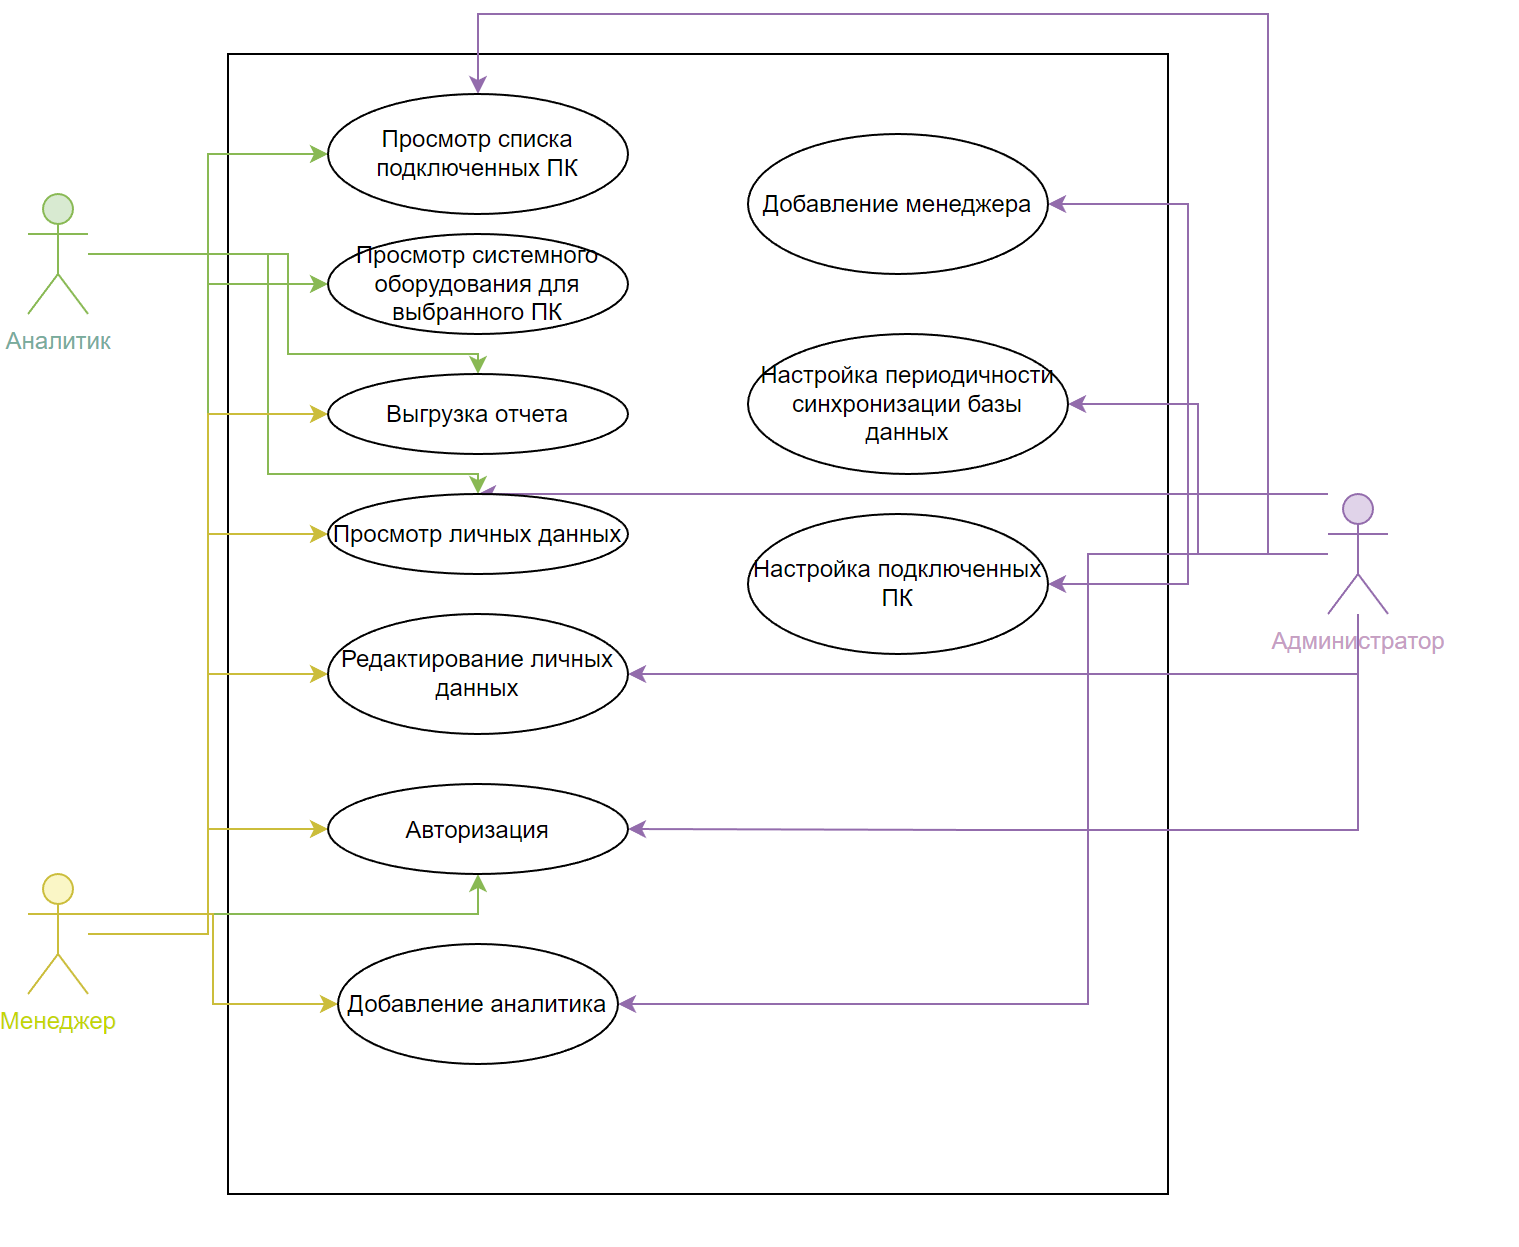 Просмотр списка
подключенных ПК
Добавление менеджера
Просмотр системного
оборудования для
выбранного ПК
Аналитик
Настройка периодичности
синхронизации базы
данных
Выгрузка отчета
Просмотр личных данных
Настройка подключенных
ПК
Администратор
Редактирование личных
данных
Авторизация
Добавление аналитика
Менеджер